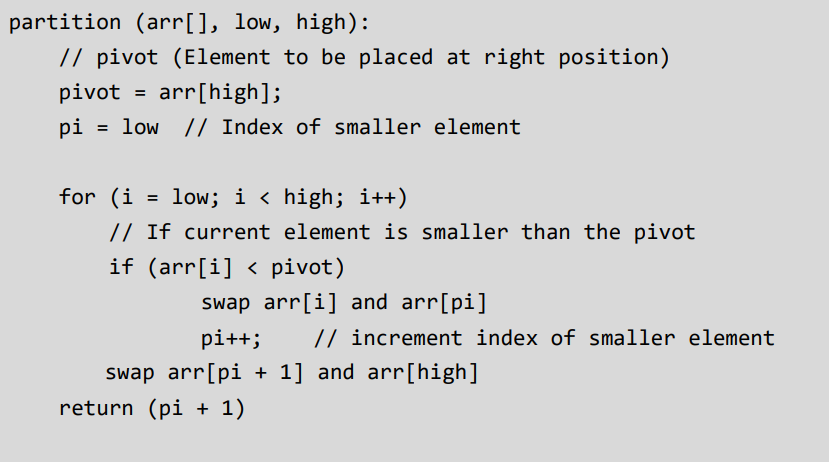 partition (arr[], low, high):
// pivot (Element to be placed at right position)
pivot = arr[high];
pi = low // Index of smaller element
for (i = low; i < high; i++)
// If current element is smaller than the pivot
if (arr[i] < pivot)
swap arr[i] and arr[pi]
pi++; // increment index of smaller element
swap arr[pi + 1] and arr[high]
return (pi + 1)